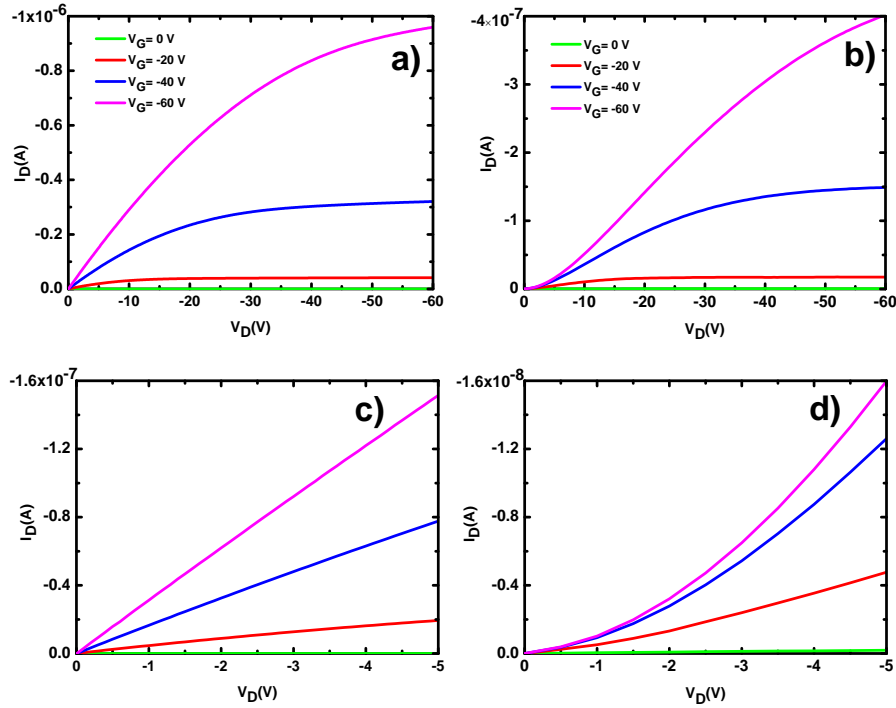 -1x10-6
V_G= 0 V
V_G= -20 V
V_G= -40 V
V_G= -60 V
a)
-0.9
-0.6
-0.3
0.0
I_D(A)
0 -10 -20 -30 -40 -50 -60
V_D(V)
-4×10-7
V_G= 0 V
V_G= -20 V
V_G= -40 V
V_G= -60 V
b)
-3
-2
-1
0
I_D(A)
0 -10 -20 -30 -40 -50 -60
V_D(V)
-1.6x10-7
c)
-1.2
-0.8
-0.4
0.0
I_D(A)
0 -1 -2 -3 -4 -5
V_D(V)
-1.6x10-8
d)
-1.2
-0.8
-0.4
0.0
I_D(A)
0 -1 -2 -3 -4 -5
V_D(V)